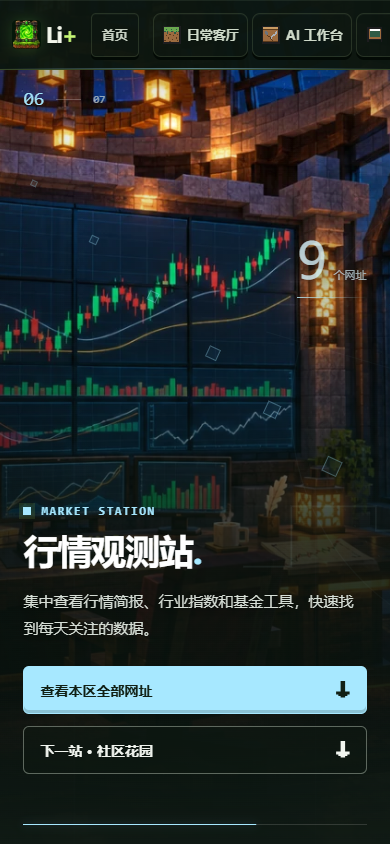 Li+
首页
日常客厅
AI 工作台
06
07
9
个网址
MARKET STATION
行情观测站.
集中查看行情简报、行业指数和基金工具，快速找
到每天关注的数据。
查看本区全部网址
下一站 • 社区花园